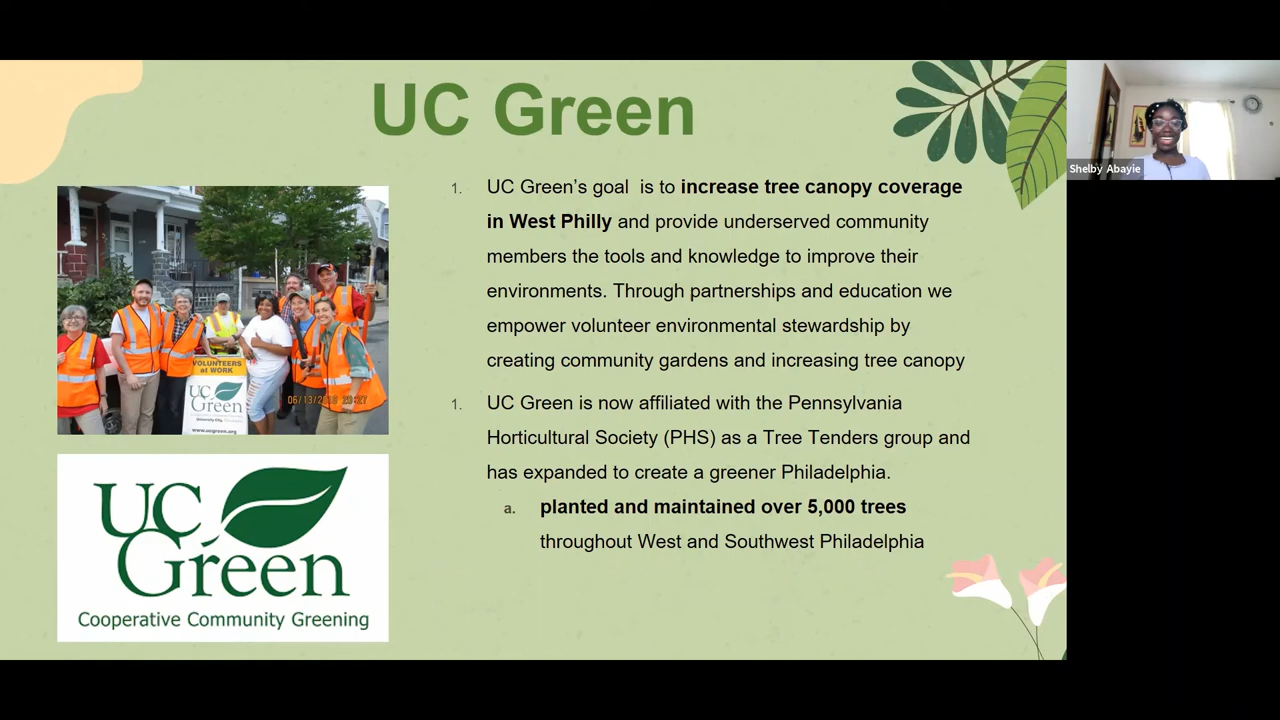 UC Green
Shelby Abayie
1. UC Green's goal  is to increase tree canopy coverage
in West Philly and provide underserved community
members the tools and knowledge to improve their
environments. Through partnerships and education we
empower volunteer environmental stewardship by
creating community gardens and increasing tree canopy
1. UC Green is now affiliated with the Pennsylvania
Horticultural Society (PHS) as a Tree Tenders group and
has expanded to create a greener Philadelphia.
a. planted and maintained over 5,000 trees
throughout West and Southwest Philadelphia
VOLUNTEERS
at WORK
UC
Green
University City,
www.ucgreen.org
UC
Green
Cooperative Community Greening